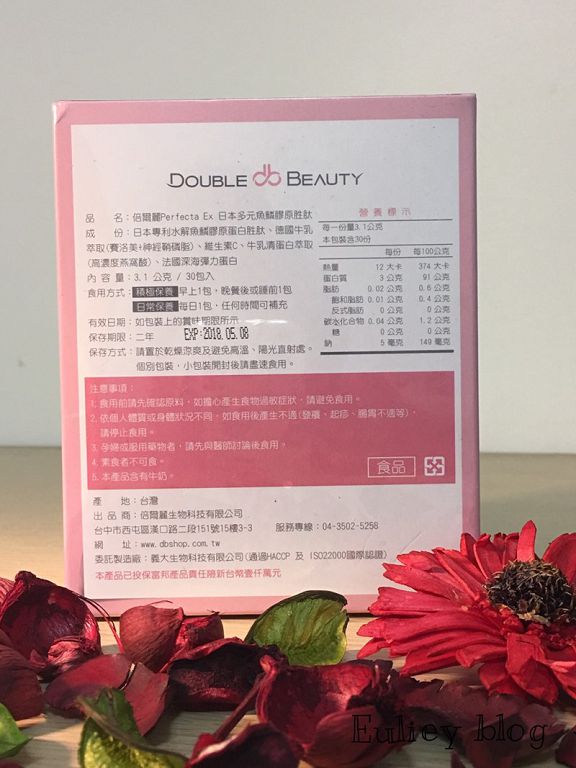 DOUBLE db BEAUTY
品　　名：倍爾麗Perfecta Ex 日本多元魚鱗膠原胜肽
成　　份：日本專利水解魚鱗膠原蛋白胜肽、德國牛乳
萃取(賽洛美+神經鞘磷脂)、維生素C、牛乳清蛋白萃取
(高濃度燕窩酸)、法國深海彈力蛋白
內 容 量：3.1 公克 / 30包入
食用方式：積極保養 早上1包，晚餐後或睡前1包
日常保養 每日1包，任何時間可補充
有效日期：如包裝上的賞味期限所示
保存期限：二年　EXP:2018.05.08
保存方式：請置於乾燥涼爽及避免高溫、陽光直射處。
個別包裝，小包裝開封後請盡速食用。
營養標示
每一份量3.1公克
本包裝含30份
每份　每100公克
熱量　12 大卡　374 大卡
蛋白質　3 公克　91 公克
脂肪　0.02 公克　0.6 公克
飽和脂肪　0.01 公克　0.4 公克
反式脂肪　0 公克　0 公克
碳水化合物　0.04 公克　1.2 公克
糖　0 公克　0 公克
鈉　5 毫克　149 毫克
注意事項：
1. 食用前請先確認原料，如擔心產生食物過敏症狀，請避免食用。
2. 依個人體質或身體狀況不同，如食用後產生不適(發癢、起疹、腸胃不適等)，
請停止食用。
3. 孕婦或服用藥物者，請先與醫師討論後食用。
4. 素食者不可食。
5. 本產品含有牛奶。
食品
產　　地：台灣
出 品 商：倍爾麗生物科技有限公司
台中市西屯區漢口路二段151號15樓3-3　服務專線：04-3502-5258
網　　址：www.dbshop.com.tw
委託製造廠：義大生物科技有限公司(通過HACCP 及 ISO22000國際認證)
本產品已投保富邦產品責任險新台幣壹仟萬元
Euliey blog